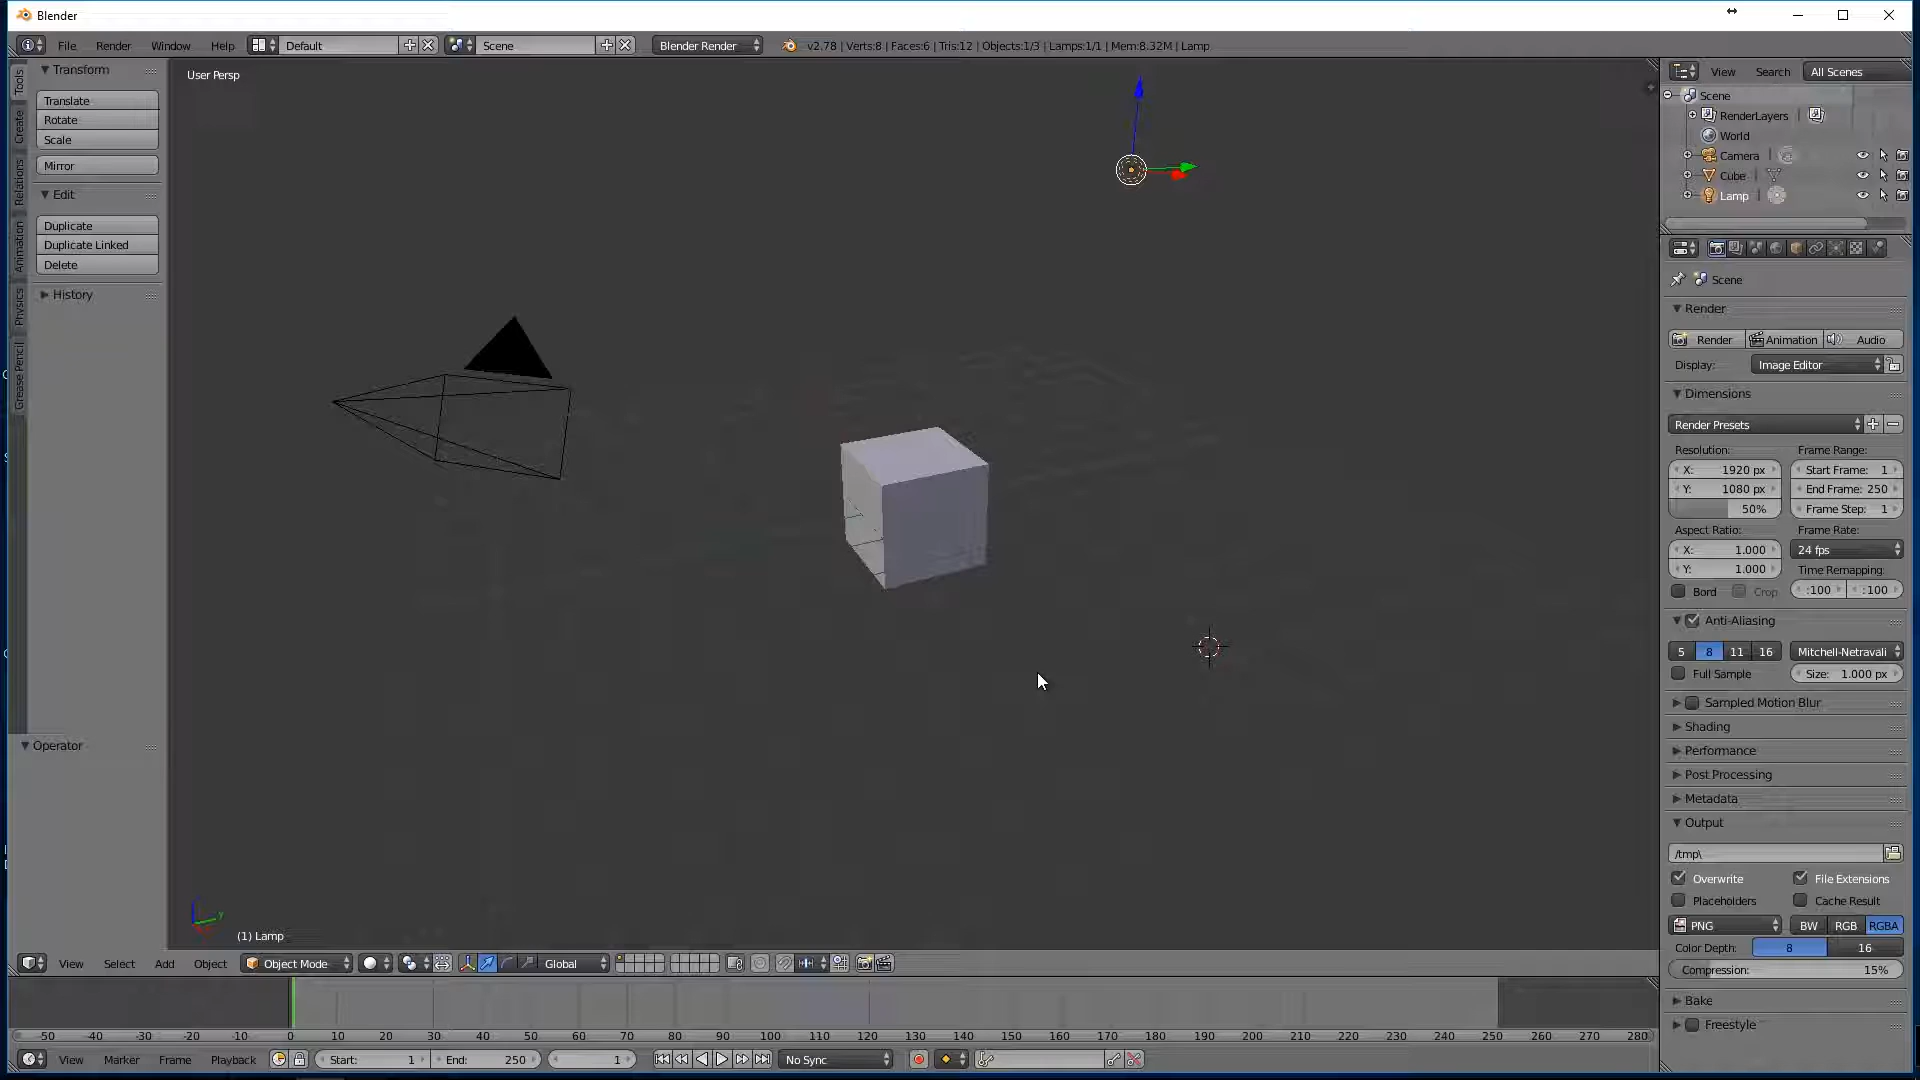 Blender
File Render Window Help Default Scene Blender Render v2.78 | Verts:8 | Faces:6 | Tris:12 | Objects:1/3 | Lamps:1/1 | Mem:8.32M | Lamp
Tools
Create
Relations
Animation
Physics
Grease Pencil
Transform
Translate
Rotate
Scale
Mirror
Edit
Duplicate
Duplicate Linked
Delete
History
Operator
User Persp
y
(1) Lamp
View Select Add Object Object Mode Global
-50 -40 -30 -20 -10 0 10 20 30 40 50 60 70 80 90 100 110 120 130 140 150 160 170 180 190 200 210 220 230 240 250 260 270 280
View Marker Frame Playback Start: 1 End: 250 1 No Sync
View Search All Scenes
Scene
RenderLayers
World
Camera
Cube
Lamp
Scene
Render
Render Animation Audio
Display: Image Editor
Dimensions
Render Presets
Resolution: Frame Range:
X: 1920 px Start Frame: 1
Y: 1080 px End Frame: 250
50% Frame Step: 1
Aspect Ratio: Frame Rate:
X: 1.000 24 fps
Y: 1.000 Time Remapping:
Bord Crop :100 :100
Anti-Aliasing
5 8 11 16 Mitchell-Netravali
Full Sample Size: 1.000 px
Sampled Motion Blur
Shading
Performance
Post Processing
Metadata
Output
/tmp\
Overwrite File Extensions
Placeholders Cache Result
PNG BW RGB RGBA
Color Depth: 8 16
Compression: 15%
Bake
Freestyle